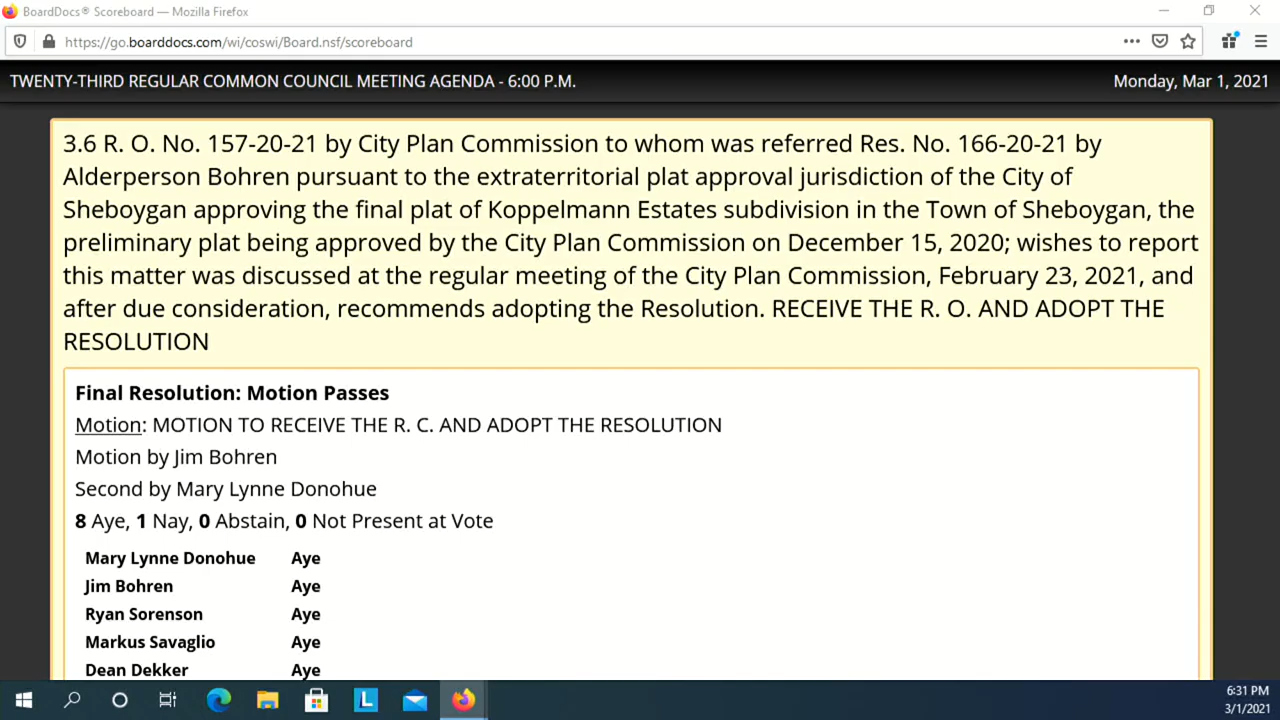 BoardDocs® Scoreboard — Mozilla Firefox
https://go.boarddocs.com/wi/coswi/Board.nsf/scoreboard
TWENTY-THIRD REGULAR COMMON COUNCIL MEETING AGENDA - 6:00 P.M. Monday, Mar 1, 2021
3.6 R. O. No. 157-20-21 by City Plan Commission to whom was referred Res. No. 166-20-21 by
Alderperson Bohren pursuant to the extraterritorial plat approval jurisdiction of the City of
Sheboygan approving the final plat of Koppelmann Estates subdivision in the Town of Sheboygan, the
preliminary plat being approved by the City Plan Commission on December 15, 2020; wishes to report
this matter was discussed at the regular meeting of the City Plan Commission, February 23, 2021, and
after due consideration, recommends adopting the Resolution. RECEIVE THE R. O. AND ADOPT THE
RESOLUTION
Final Resolution: Motion Passes
Motion: MOTION TO RECEIVE THE R. C. AND ADOPT THE RESOLUTION
Motion by Jim Bohren
Second by Mary Lynne Donohue
8 Aye, 1 Nay, 0 Abstain, 0 Not Present at Vote
Mary Lynne Donohue Aye
Jim Bohren Aye
Ryan Sorenson Aye
Markus Savaglio Aye
Dean Dekker Aye
L
6:31 PM
3/1/2021